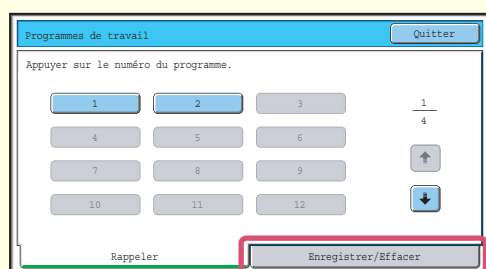 Programmes de travail Quitter
Appuyer sur le numéro du programme.
1 2 3 1
4 5 6 4
7 8 9
10 11 12
Rappeler Enregistrer/Effacer